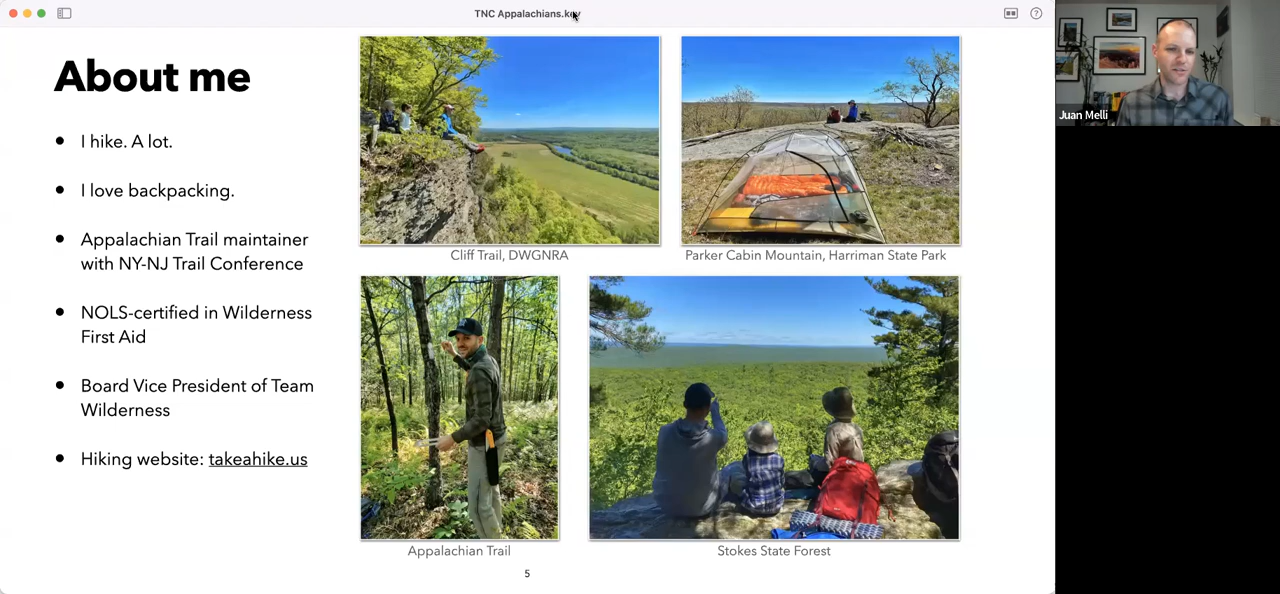 TNC Appalachians.key
About me
• I hike. A lot.
• I love backpacking.
• Appalachian Trail maintainer
with NY-NJ Trail Conference
• NOLS-certified in Wilderness
First Aid
• Board Vice President of Team
Wilderness
• Hiking website: takeahike.us
Cliff Trail, DWGNRA
Parker Cabin Mountain, Harriman State Park
Appalachian Trail
Stokes State Forest
5
Juan Melli